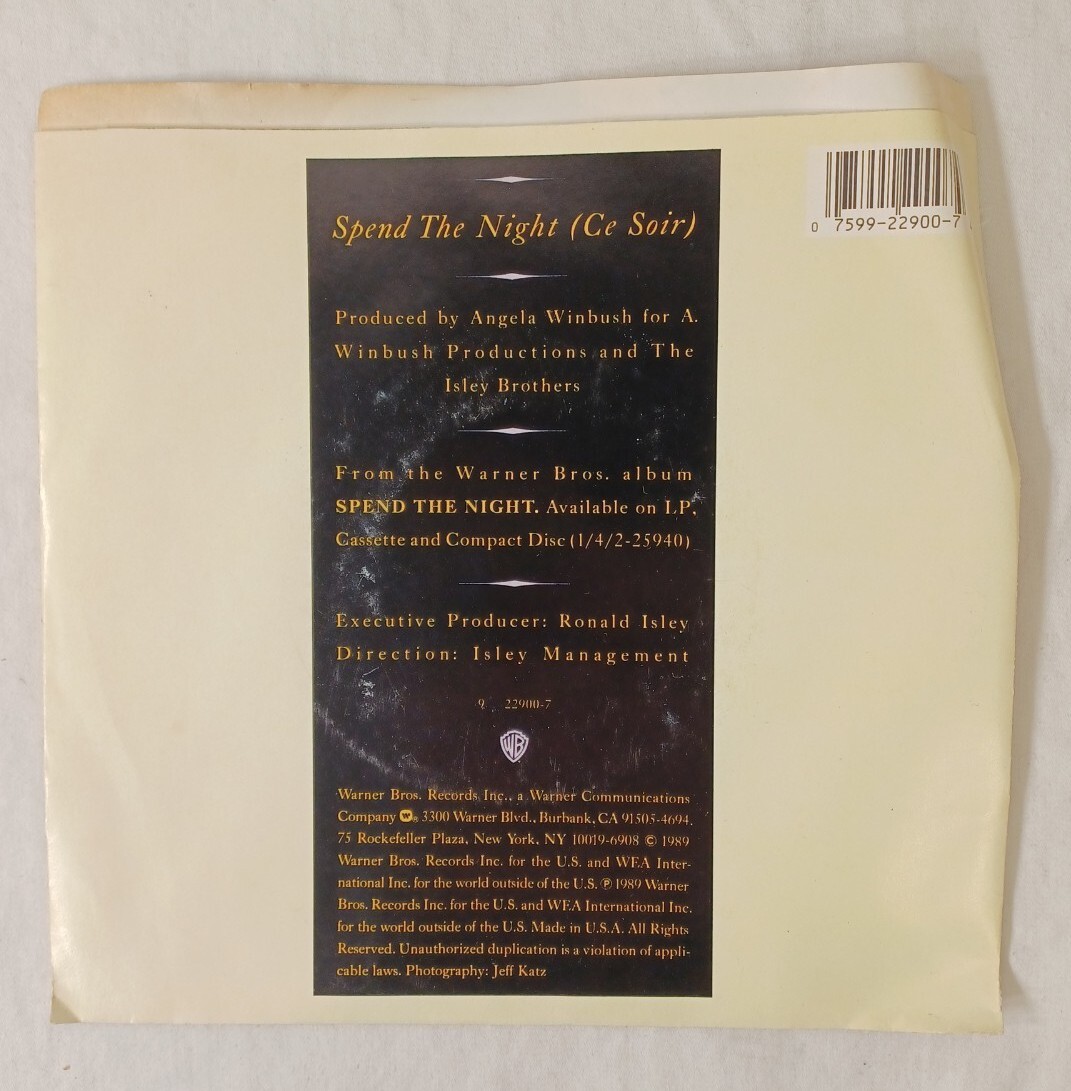 0 7599-22900-7
Spend The Night (Ce Soir)
Produced by Angela Winbush for A.
Winbush Productions and The
Isley Brothers
From the Warner Bros. album
SPEND THE NIGHT. Available on LP,
Cassette and Compact Disc (1/4/2-25940)
Executive Producer: Ronald Isley
Direction: Isley Management
9 22900-7
WB
Warner Bros. Records Inc., a Warner Communications
Company W® 3300 Warner Blvd., Burbank, CA 91505-4694,
75 Rockefeller Plaza, New York, NY 10019-6908 © 1989
Warner Bros. Records Inc. for the U.S. and WEA Inter-
national Inc. for the world outside of the U.S. ℗ 1989 Warner
Bros. Records Inc. for the U.S. and WEA International Inc.
for the world outside of the U.S. Made in U.S.A. All Rights
Reserved. Unauthorized duplication is a violation of appli-
cable laws. Photography: Jeff Katz